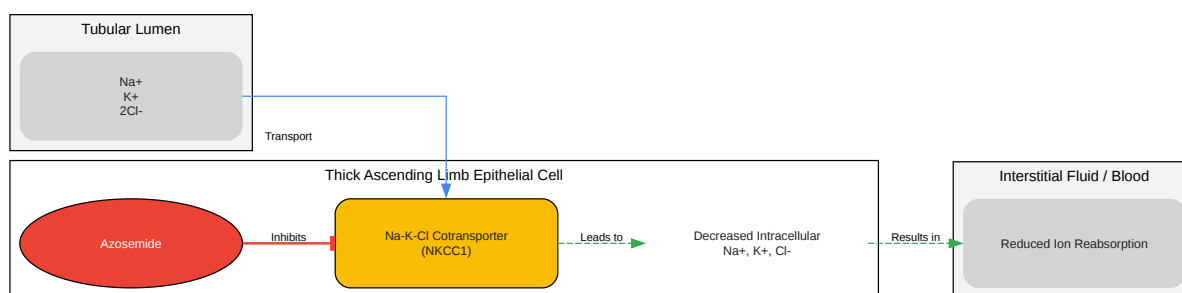 Tubular Lumen
Na+
K+
2Cl-
Transport
Thick Ascending Limb Epithelial Cell
Azosemide
Inhibits
Na-K-Cl Cotransporter
(NKCC1)
Leads to
Decreased Intracellular
Na+, K+, Cl-
Results in
Interstitial Fluid / Blood
Reduced Ion Reabsorption